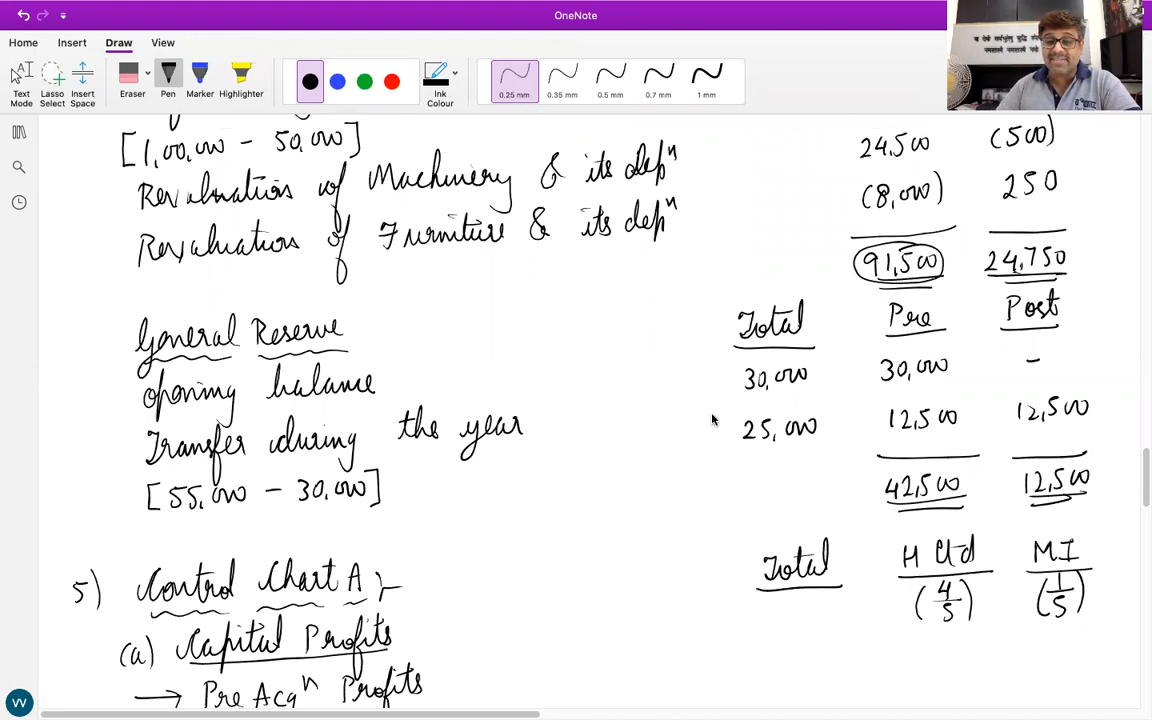 OneNote
Home Insert Draw View
Text Mode
Lasso Select
Insert Space
Eraser
Pen
Marker
Highlighter
Ink Colour
0.25 mm 0.35 mm 0.5 mm 0.7 mm 1 mm
[1,00,000 - 50,000]
24,500 (500)
Revaluation of Machinery & its depⁿ (8,000) 250
Revaluation of Furniture & its depⁿ
91,500 24,750
General Reserve Total Pre Post
opening balance 30,000 30,000 -
Transfer during the year 25,000 12,500 12,500
[55,000 - 30,000] 42,500 12,500
5) Control Chart A :- Total H Ltd (4/5) MI (1/5)
(a) Capital Profits
→ Pre Acqⁿ Profits
VV